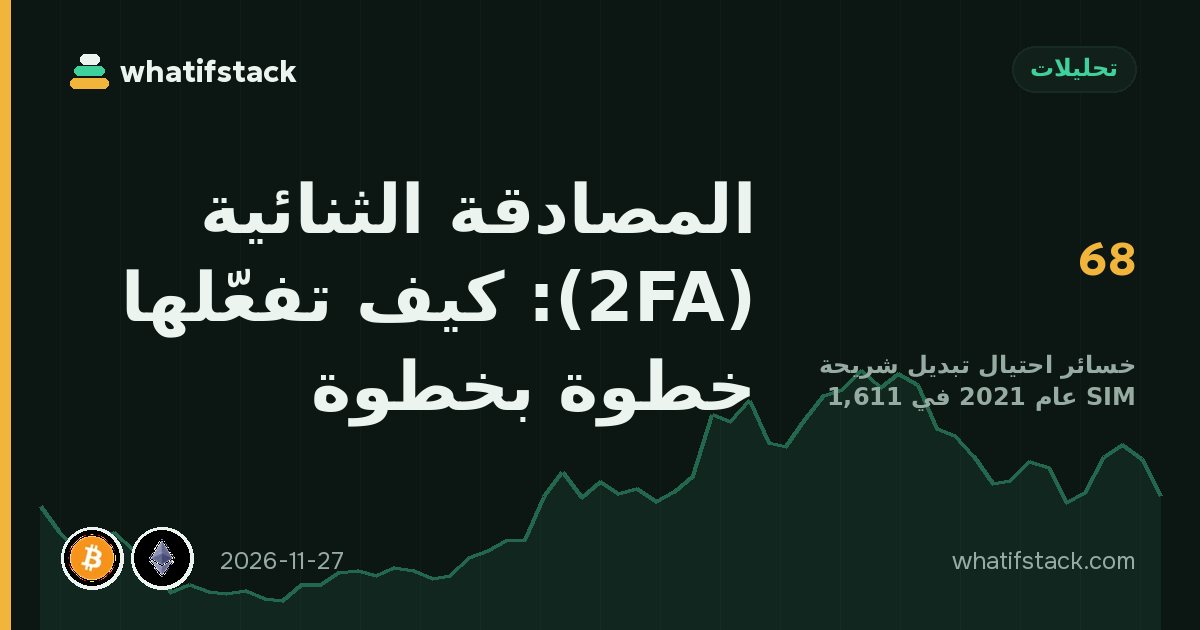 whatifstack
تحليلات
المصادقة الثنائية
(2FA): كيف تفعّلها
خطوة بخطوة
68
خسائر احتيال تبديل شريحة
SIM عام 2021 في 1,611
2026-11-27
whatifstack.com